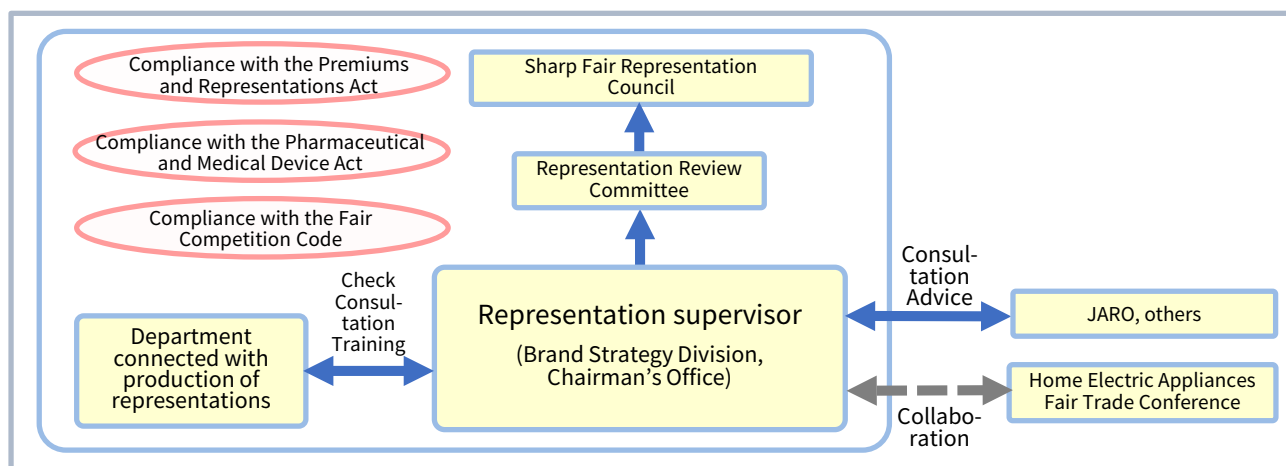 Compliance with the Premiums
and Representations Act
Compliance with the Pharmaceutical
and Medical Device Act
Compliance with the Fair
Competition Code
Sharp Fair Representation
Council
Representation Review
Committee
Check
Consul-
tation
Training
Department
connected with
production of
representations
Representation supervisor
(Brand Strategy Division,
Chairman’s Office)
Consul-
tation
Advice
JARO, others
Home Electric Appliances
Fair Trade Conference
Collabo-
ration